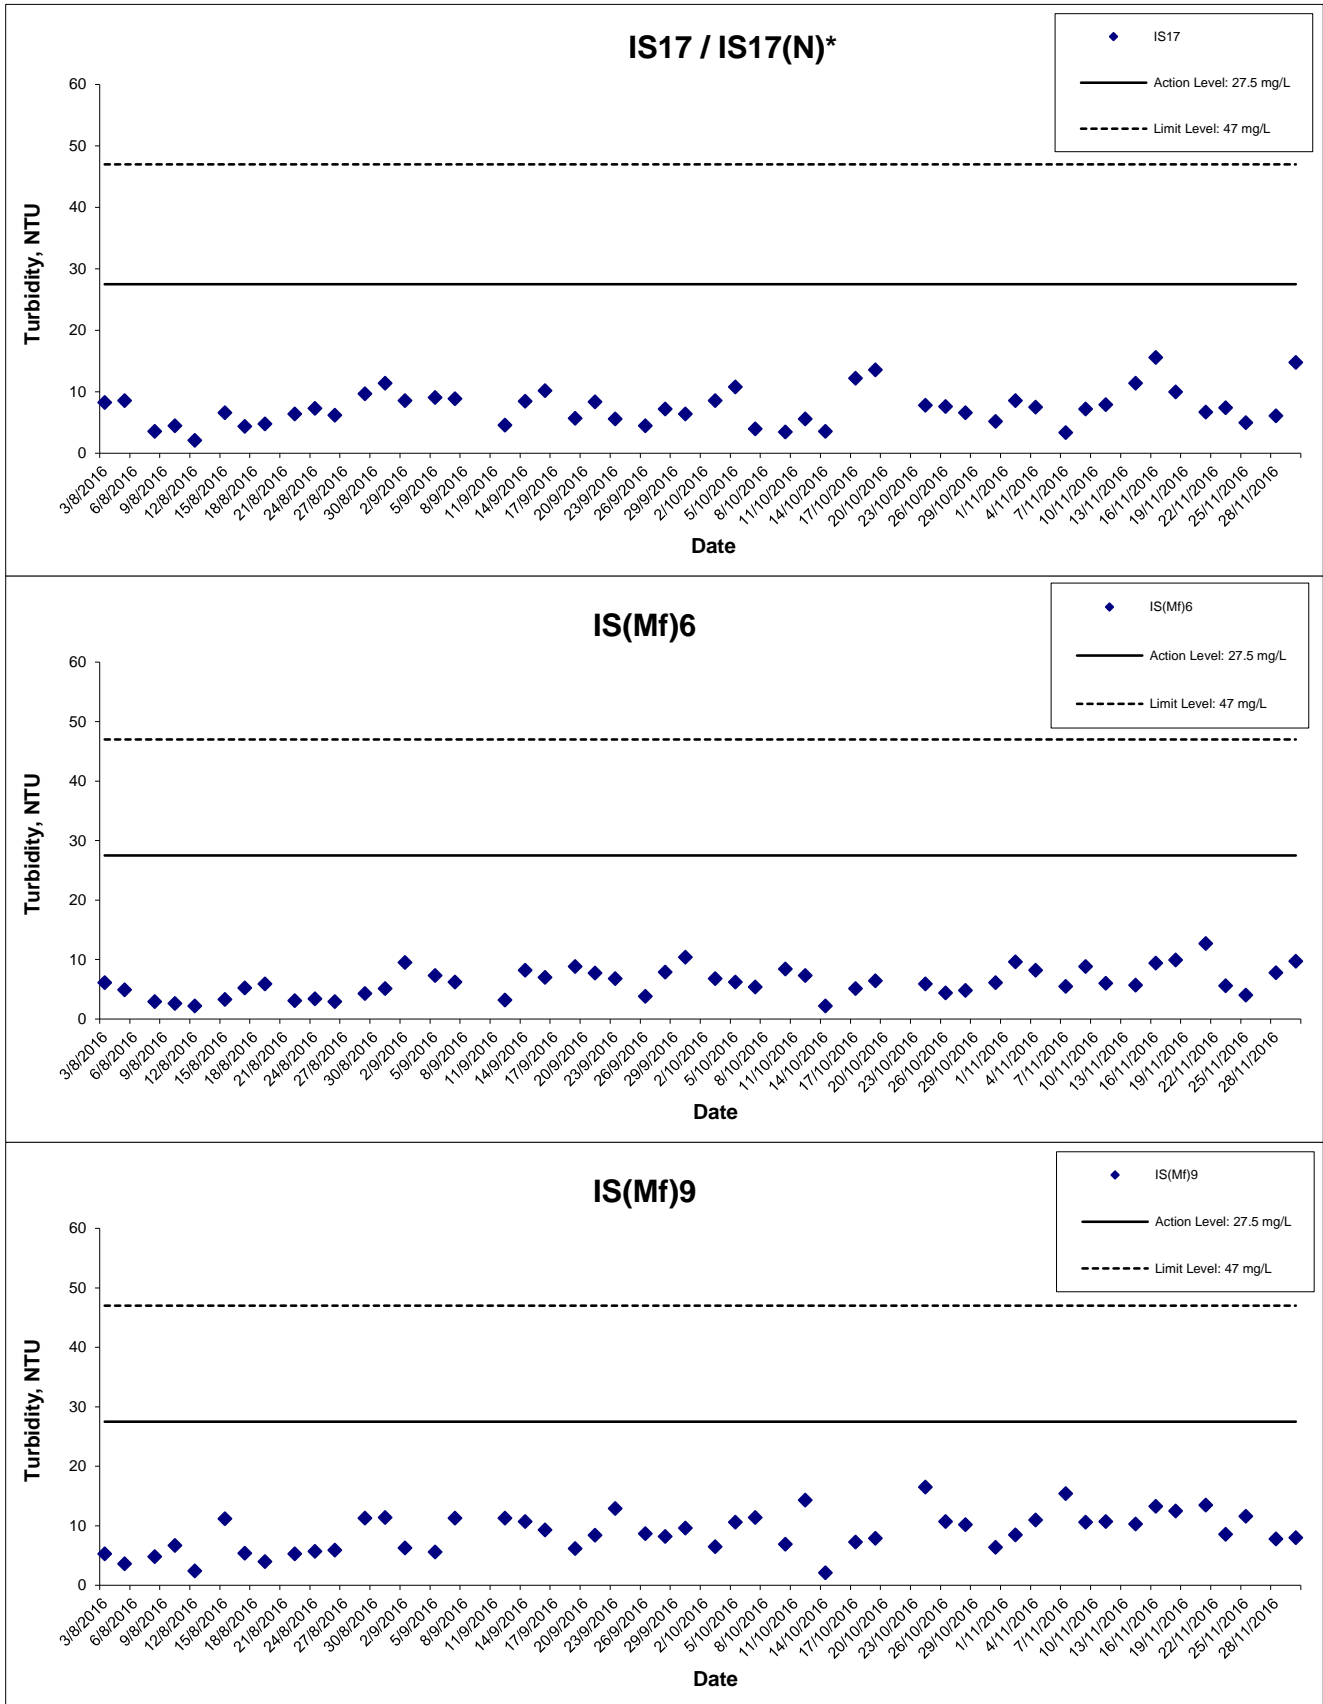 IS17 / IS17(N)*
IS17
Action Level: 27.5 mg/L
Limit Level: 47 mg/L
60
50
40
30
20
10
0
Turbidity, NTU
3/8/2016 6/8/2016 9/8/2016 12/8/2016 15/8/2016 18/8/2016 21/8/2016 24/8/2016 27/8/2016 30/8/2016 2/9/2016 5/9/2016 8/9/2016 11/9/2016 14/9/2016 17/9/2016 20/9/2016 23/9/2016 26/9/2016 29/9/2016 2/10/2016 5/10/2016 8/10/2016 11/10/2016 14/10/2016 17/10/2016 20/10/2016 23/10/2016 26/10/2016 29/10/2016 1/11/2016 4/11/2016 7/11/2016 10/11/2016 13/11/2016 16/11/2016 19/11/2016 22/11/2016 25/11/2016 28/11/2016
Date
IS(Mf)6
IS(Mf)6
Action Level: 27.5 mg/L
Limit Level: 47 mg/L
60
50
40
30
20
10
0
Turbidity, NTU
3/8/2016 6/8/2016 9/8/2016 12/8/2016 15/8/2016 18/8/2016 21/8/2016 24/8/2016 27/8/2016 30/8/2016 2/9/2016 5/9/2016 8/9/2016 11/9/2016 14/9/2016 17/9/2016 20/9/2016 23/9/2016 26/9/2016 29/9/2016 2/10/2016 5/10/2016 8/10/2016 11/10/2016 14/10/2016 17/10/2016 20/10/2016 23/10/2016 26/10/2016 29/10/2016 1/11/2016 4/11/2016 7/11/2016 10/11/2016 13/11/2016 16/11/2016 19/11/2016 22/11/2016 25/11/2016 28/11/2016
Date
IS(Mf)9
IS(Mf)9
Action Level: 27.5 mg/L
Limit Level: 47 mg/L
60
50
40
30
20
10
0
Turbidity, NTU
3/8/2016 6/8/2016 9/8/2016 12/8/2016 15/8/2016 18/8/2016 21/8/2016 24/8/2016 27/8/2016 30/8/2016 2/9/2016 5/9/2016 8/9/2016 11/9/2016 14/9/2016 17/9/2016 20/9/2016 23/9/2016 26/9/2016 29/9/2016 2/10/2016 5/10/2016 8/10/2016 11/10/2016 14/10/2016 17/10/2016 20/10/2016 23/10/2016 26/10/2016 29/10/2016 1/11/2016 4/11/2016 7/11/2016 10/11/2016 13/11/2016 16/11/2016 19/11/2016 22/11/2016 25/11/2016 28/11/2016
Date